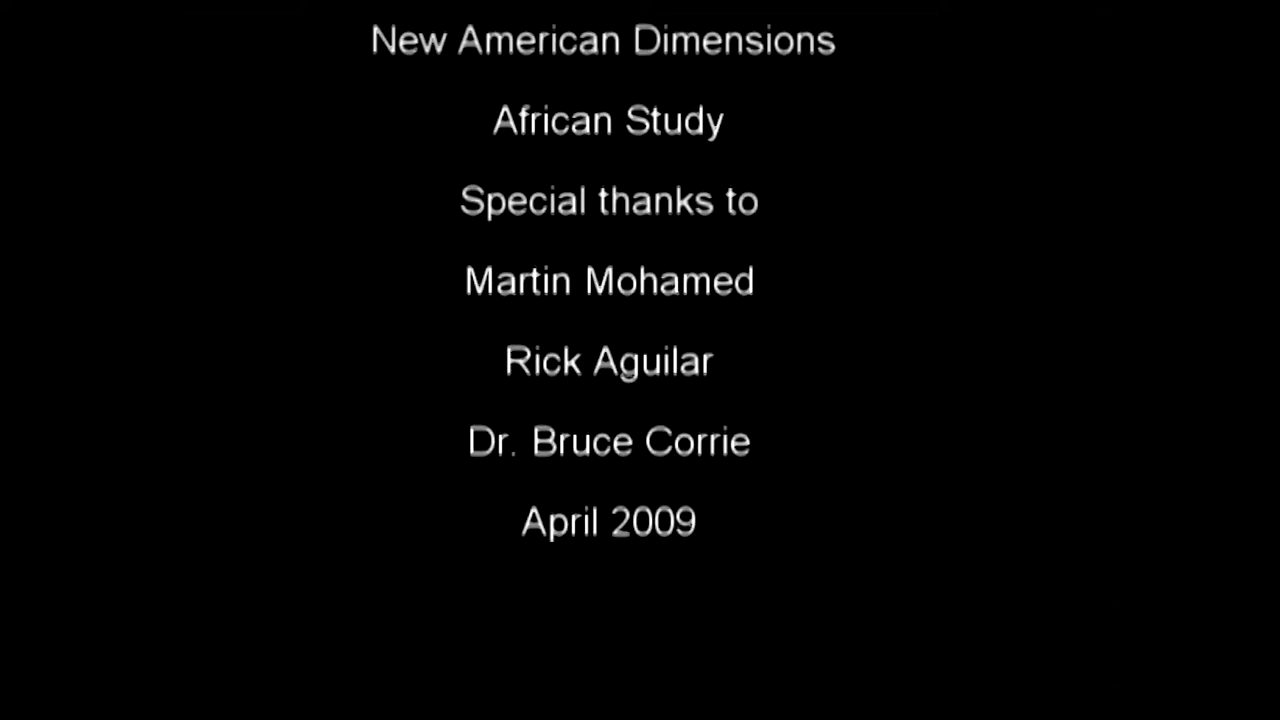 New American Dimensions
African Study
Special thanks to
Martin Mohamed
Rick Aguilar
Dr. Bruce Corrie
April 2009